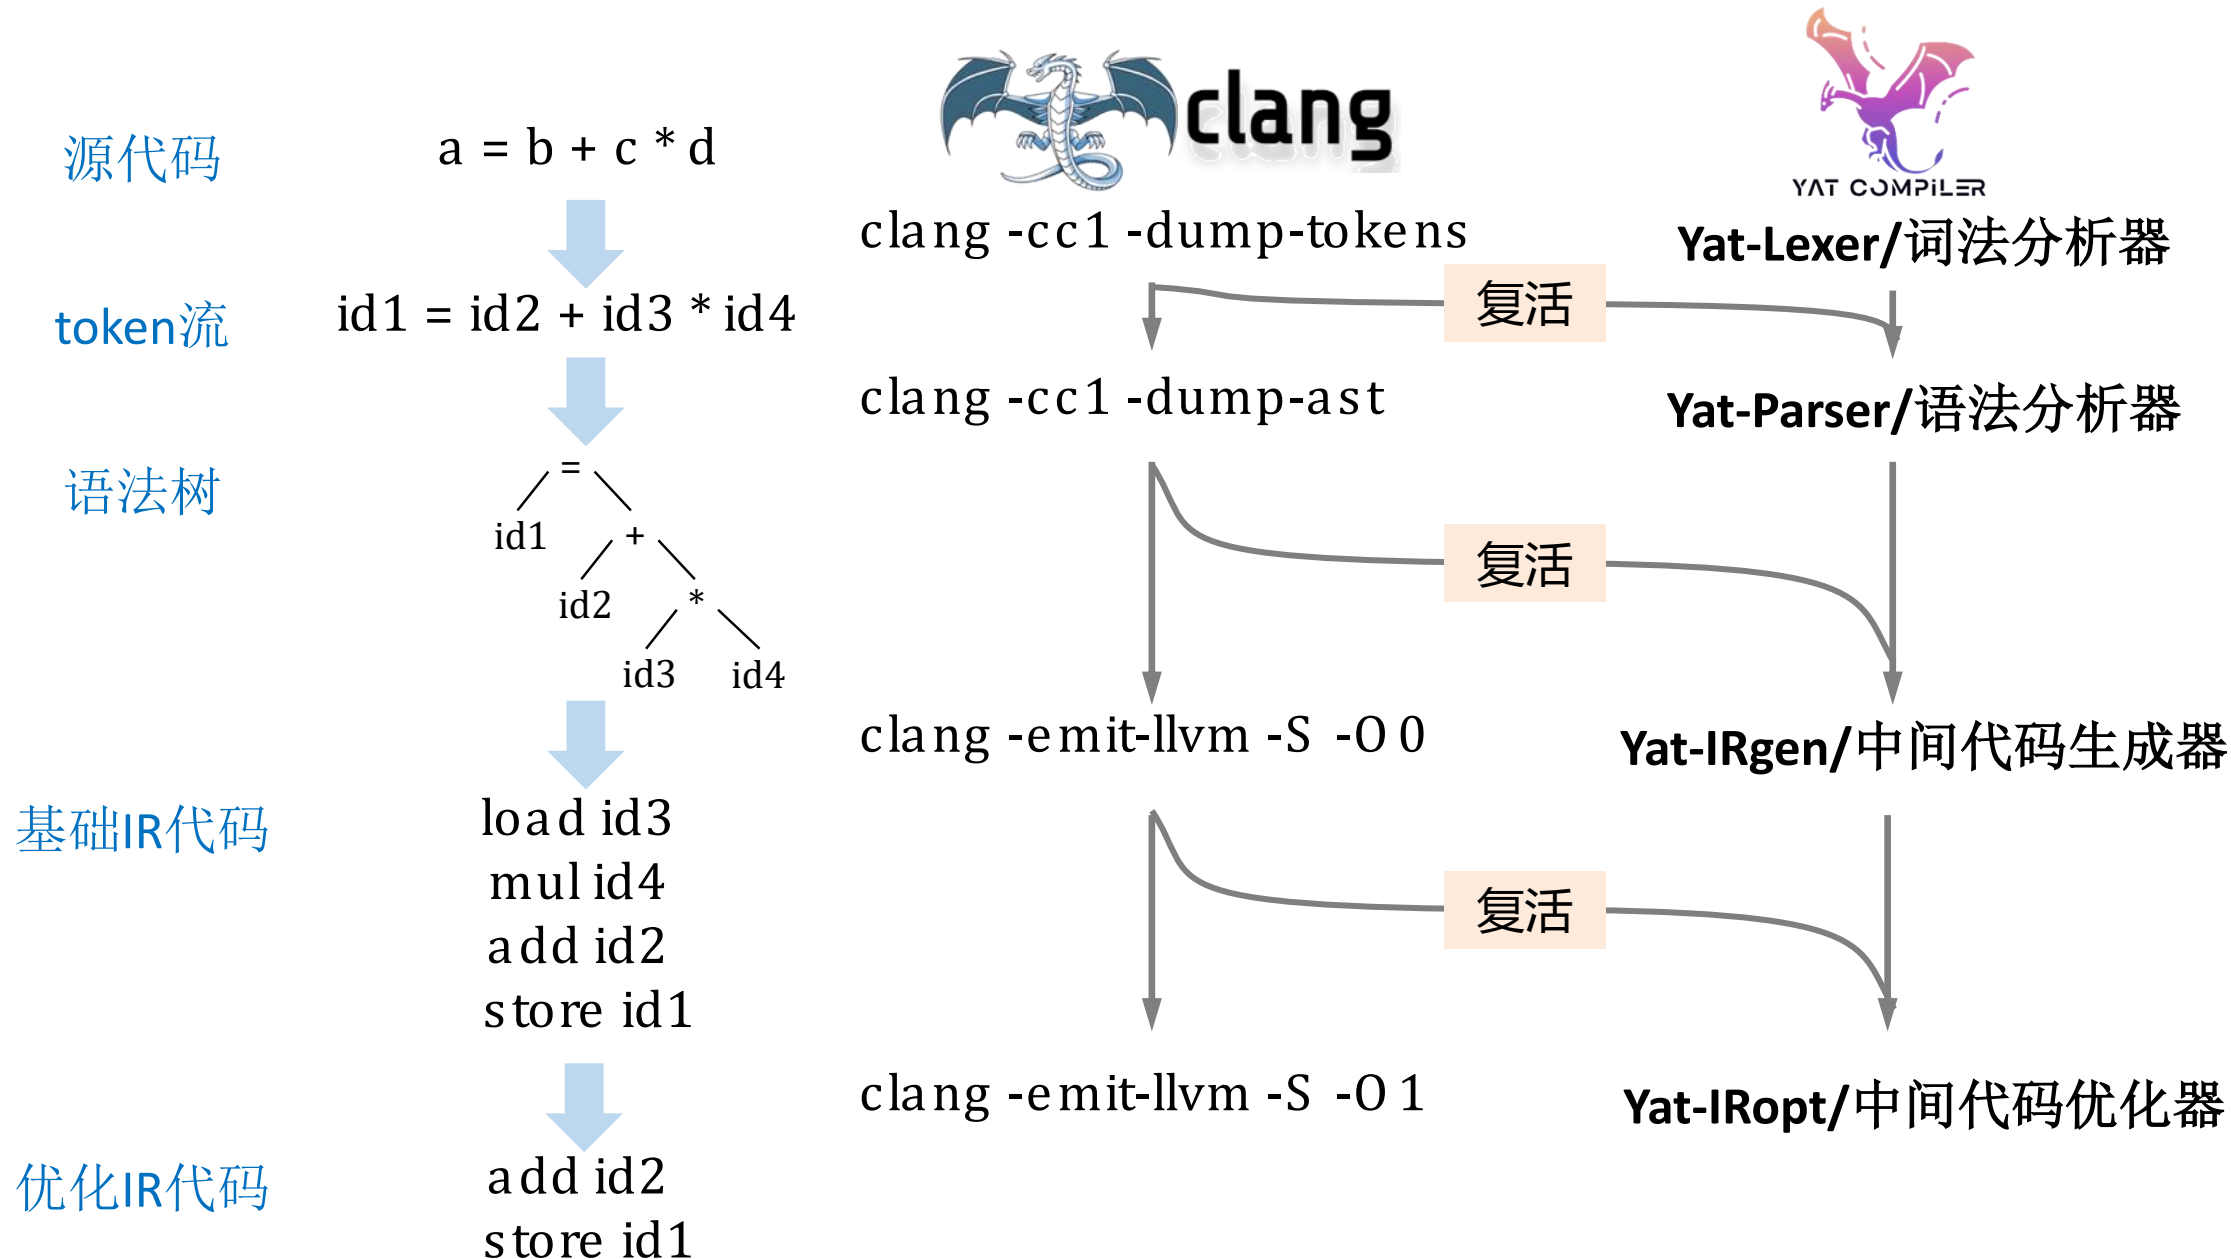 clang
YAT COMPILER
源代码
a = b + c * d
clang -cc1 -dump-tokens
Yat-Lexer/词法分析器
复活
token流
id1 = id2 + id3 * id4
clang -cc1 -dump-ast
Yat-Parser/语法分析器
语法树
=
id1
+
id2
*
id3
id4
复活
clang -emit-llvm -S -O0
Yat-IRgen/中间代码生成器
基础IR代码
load id3
mul id4
add id2
store id1
复活
clang -emit-llvm -S -O1
Yat-IRopt/中间代码优化器
优化IR代码
add id2
store id1